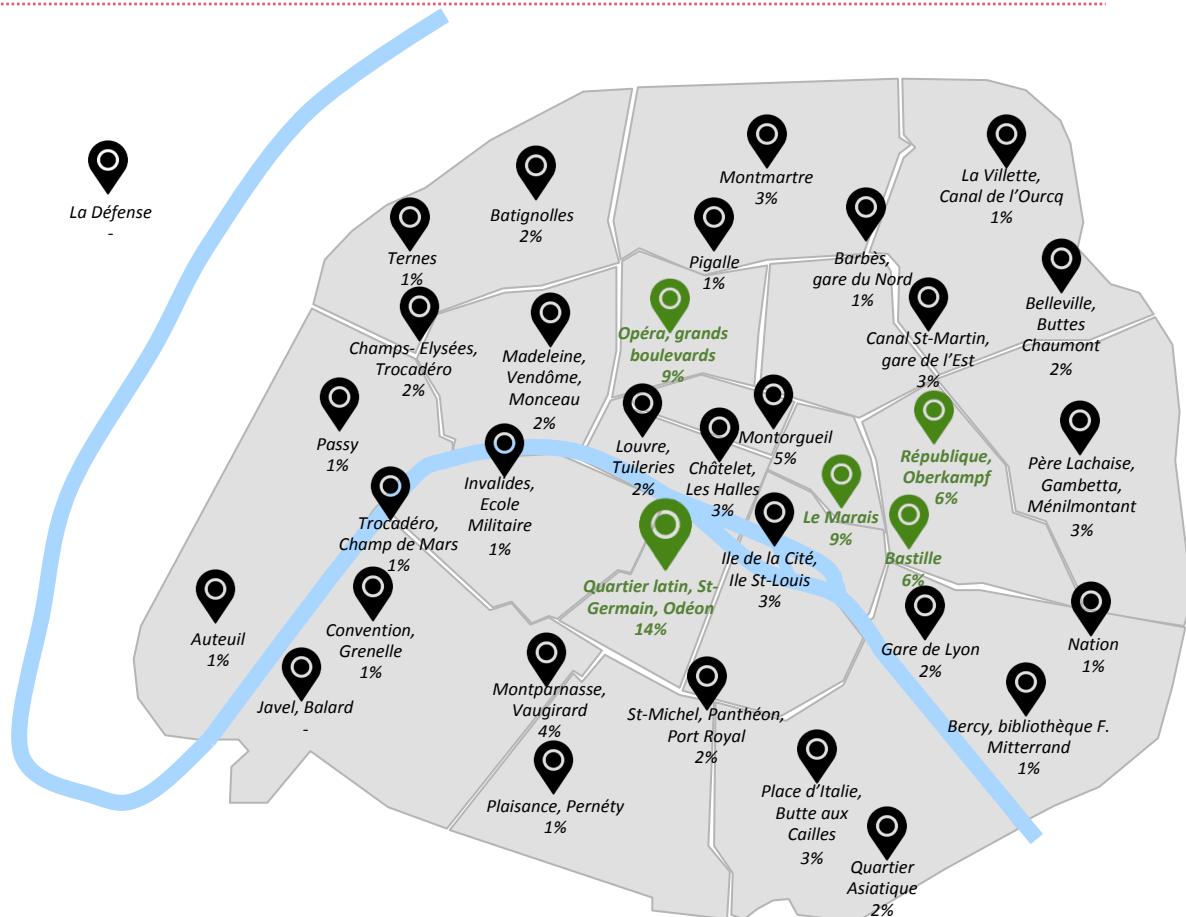 La Défense
-
Ternes
1%
Batignolles
2%
Montmartre
3%
Pigalle
1%
Barbès,
gare du Nord
1%
La Villette,
Canal de l’Ourcq
1%
Champs- Elysées,
Trocadéro
2%
Madeleine,
Vendôme,
Monceau
2%
Opéra, grands
boulevards
9%
Canal St-Martin,
gare de l’Est
3%
Belleville,
Buttes
Chaumont
2%
Passy
1%
Invalides,
Ecole
Militaire
1%
Louvre,
Tuileries
2%
Châtelet,
Les Halles
3%
Montorgueil
5%
Le Marais
9%
République,
Oberkampf
6%
Père Lachaise,
Gambetta,
Ménilmontant
3%
Trocadéro,
Champ de Mars
1%
Quartier latin, St-
Germain, Odéon
14%
Ile de la Cité,
Ile St-Louis
3%
Bastille
6%
Auteuil
1%
Convention,
Grenelle
1%
Gare de Lyon
2%
Nation
1%
Javel, Balard
-
Montparnasse,
Vaugirard
4%
St-Michel, Panthéon,
Port Royal
2%
Bercy, bibliothèque F.
Mitterrand
1%
Plaisance, Pernéty
1%
Place d’Italie,
Butte aux
Cailles
3%
Quartier
Asiatique
2%